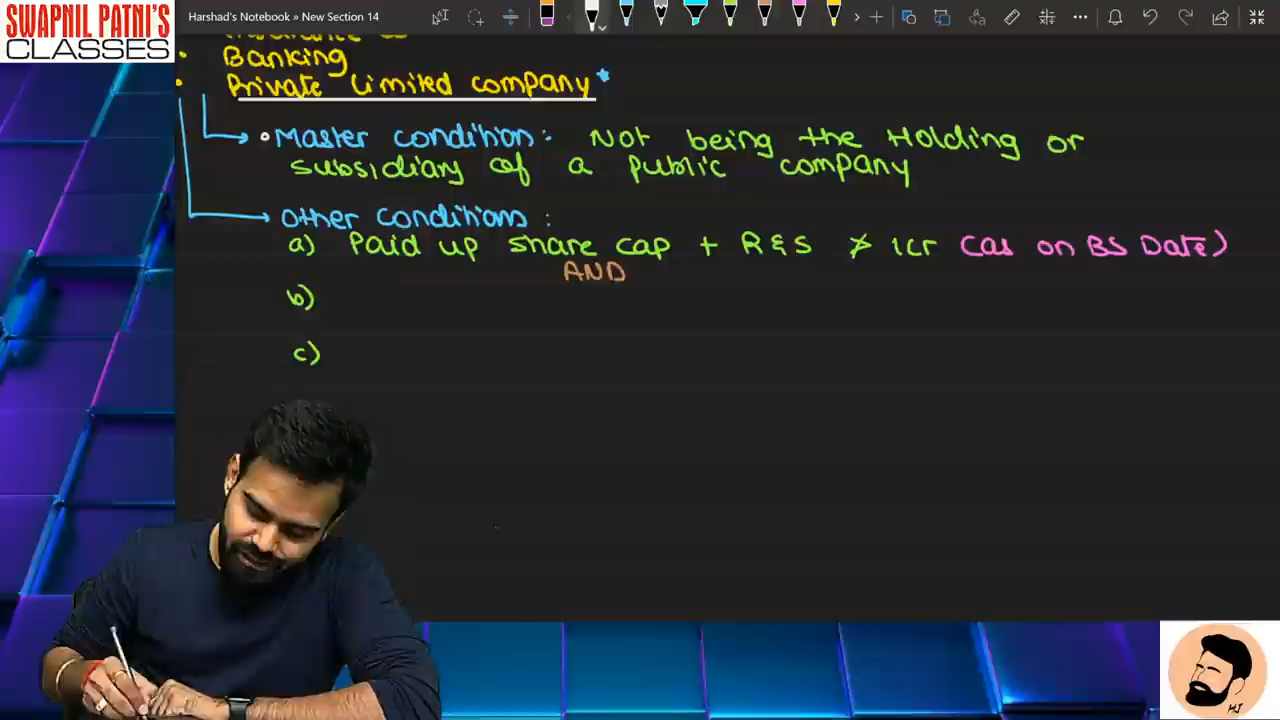 SWAPNIL PATNI'S
CLASSES
Harshad's Notebook » New Section 14
Banking
Private Limited company*
Master condition: Not being the Holding or
subsidiary of a public company
Other conditions:
a) Paid up share cap + R&S ≯ 1cr (as on BS Date)
AND
b)
c)
HJ